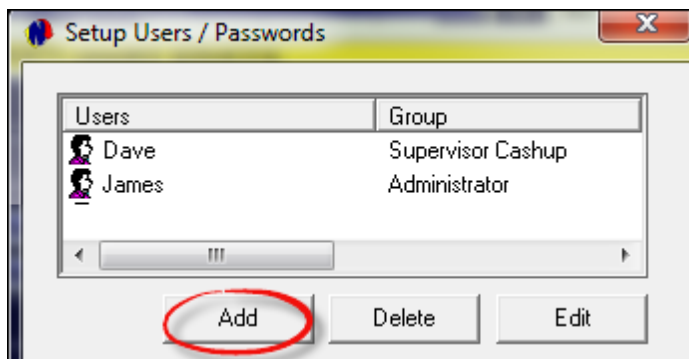 Setup Users / Passwords
Users Group
Dave Supervisor Cashup
James Administrator
Add Delete Edit